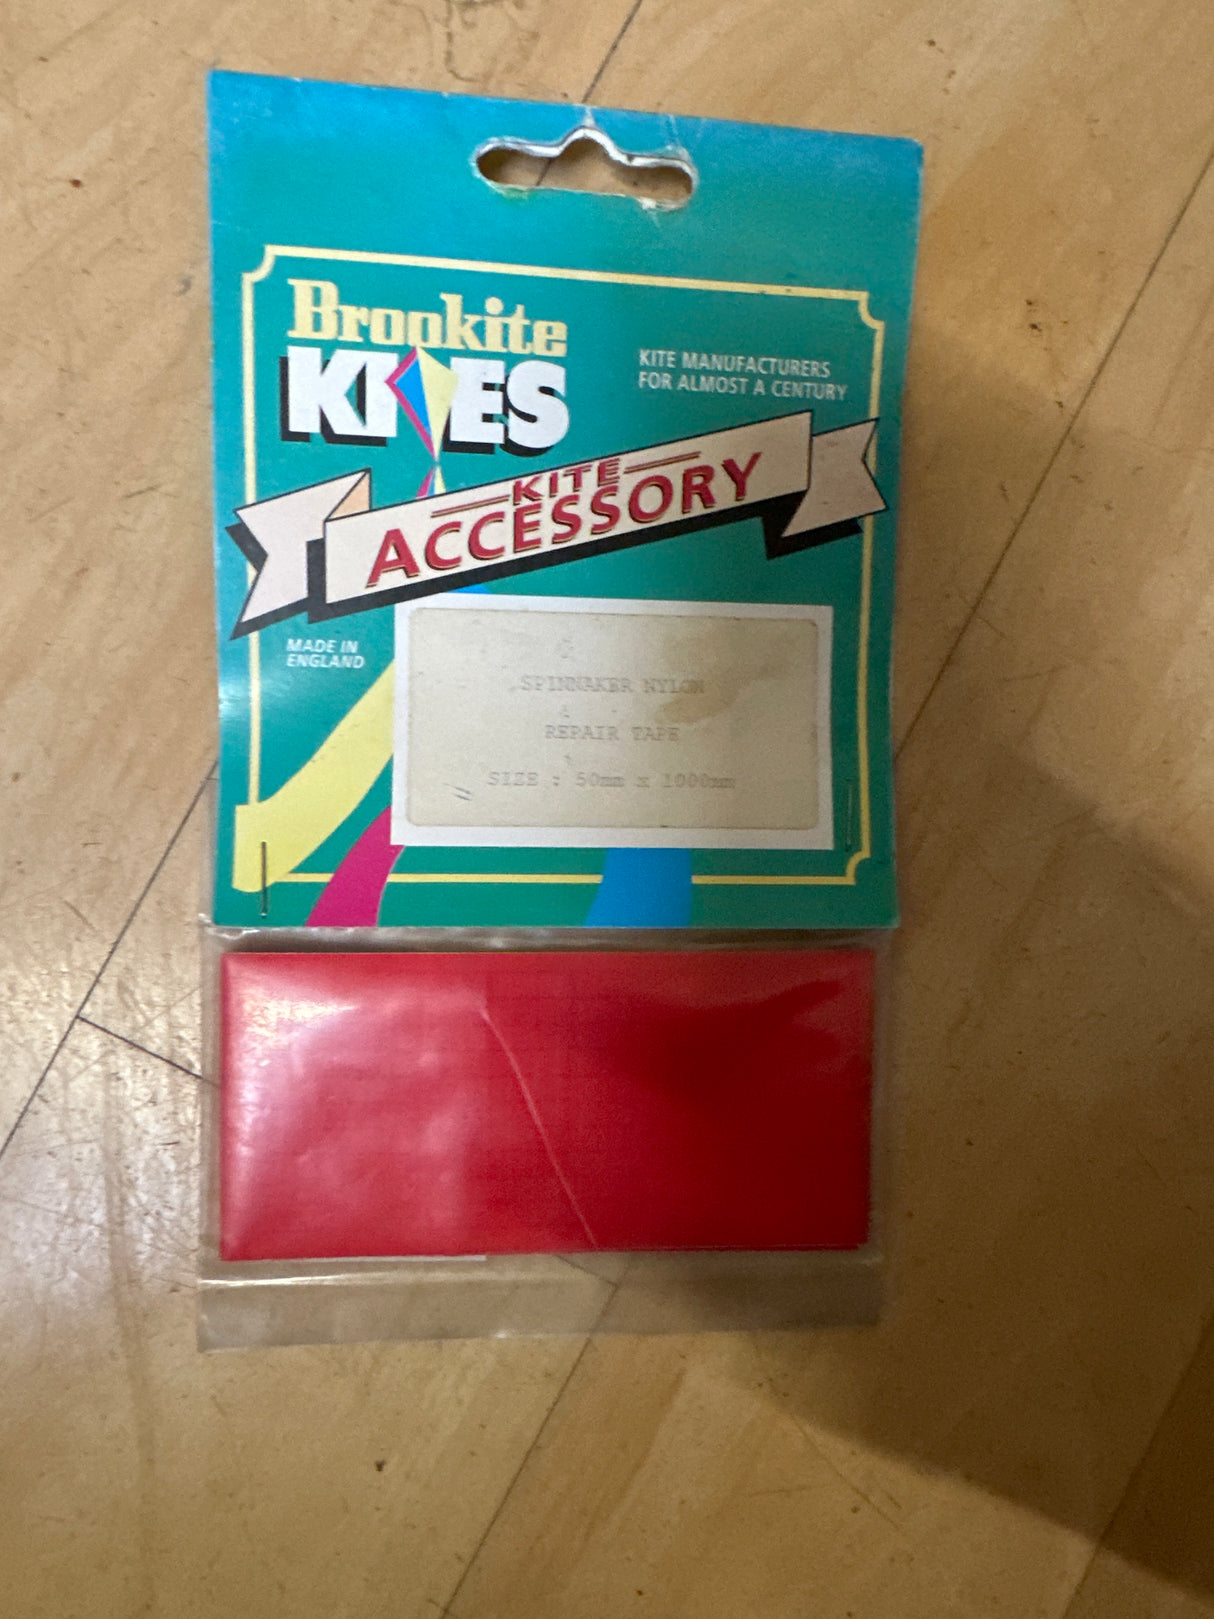 Brookite
KITES
KITE MANUFACTURERS
FOR ALMOST A CENTURY
KITE
ACCESSORY
MADE IN
ENGLAND
SPINNAKER NYLON
REPAIR TAPE
SIZE : 50mm x 1000mm